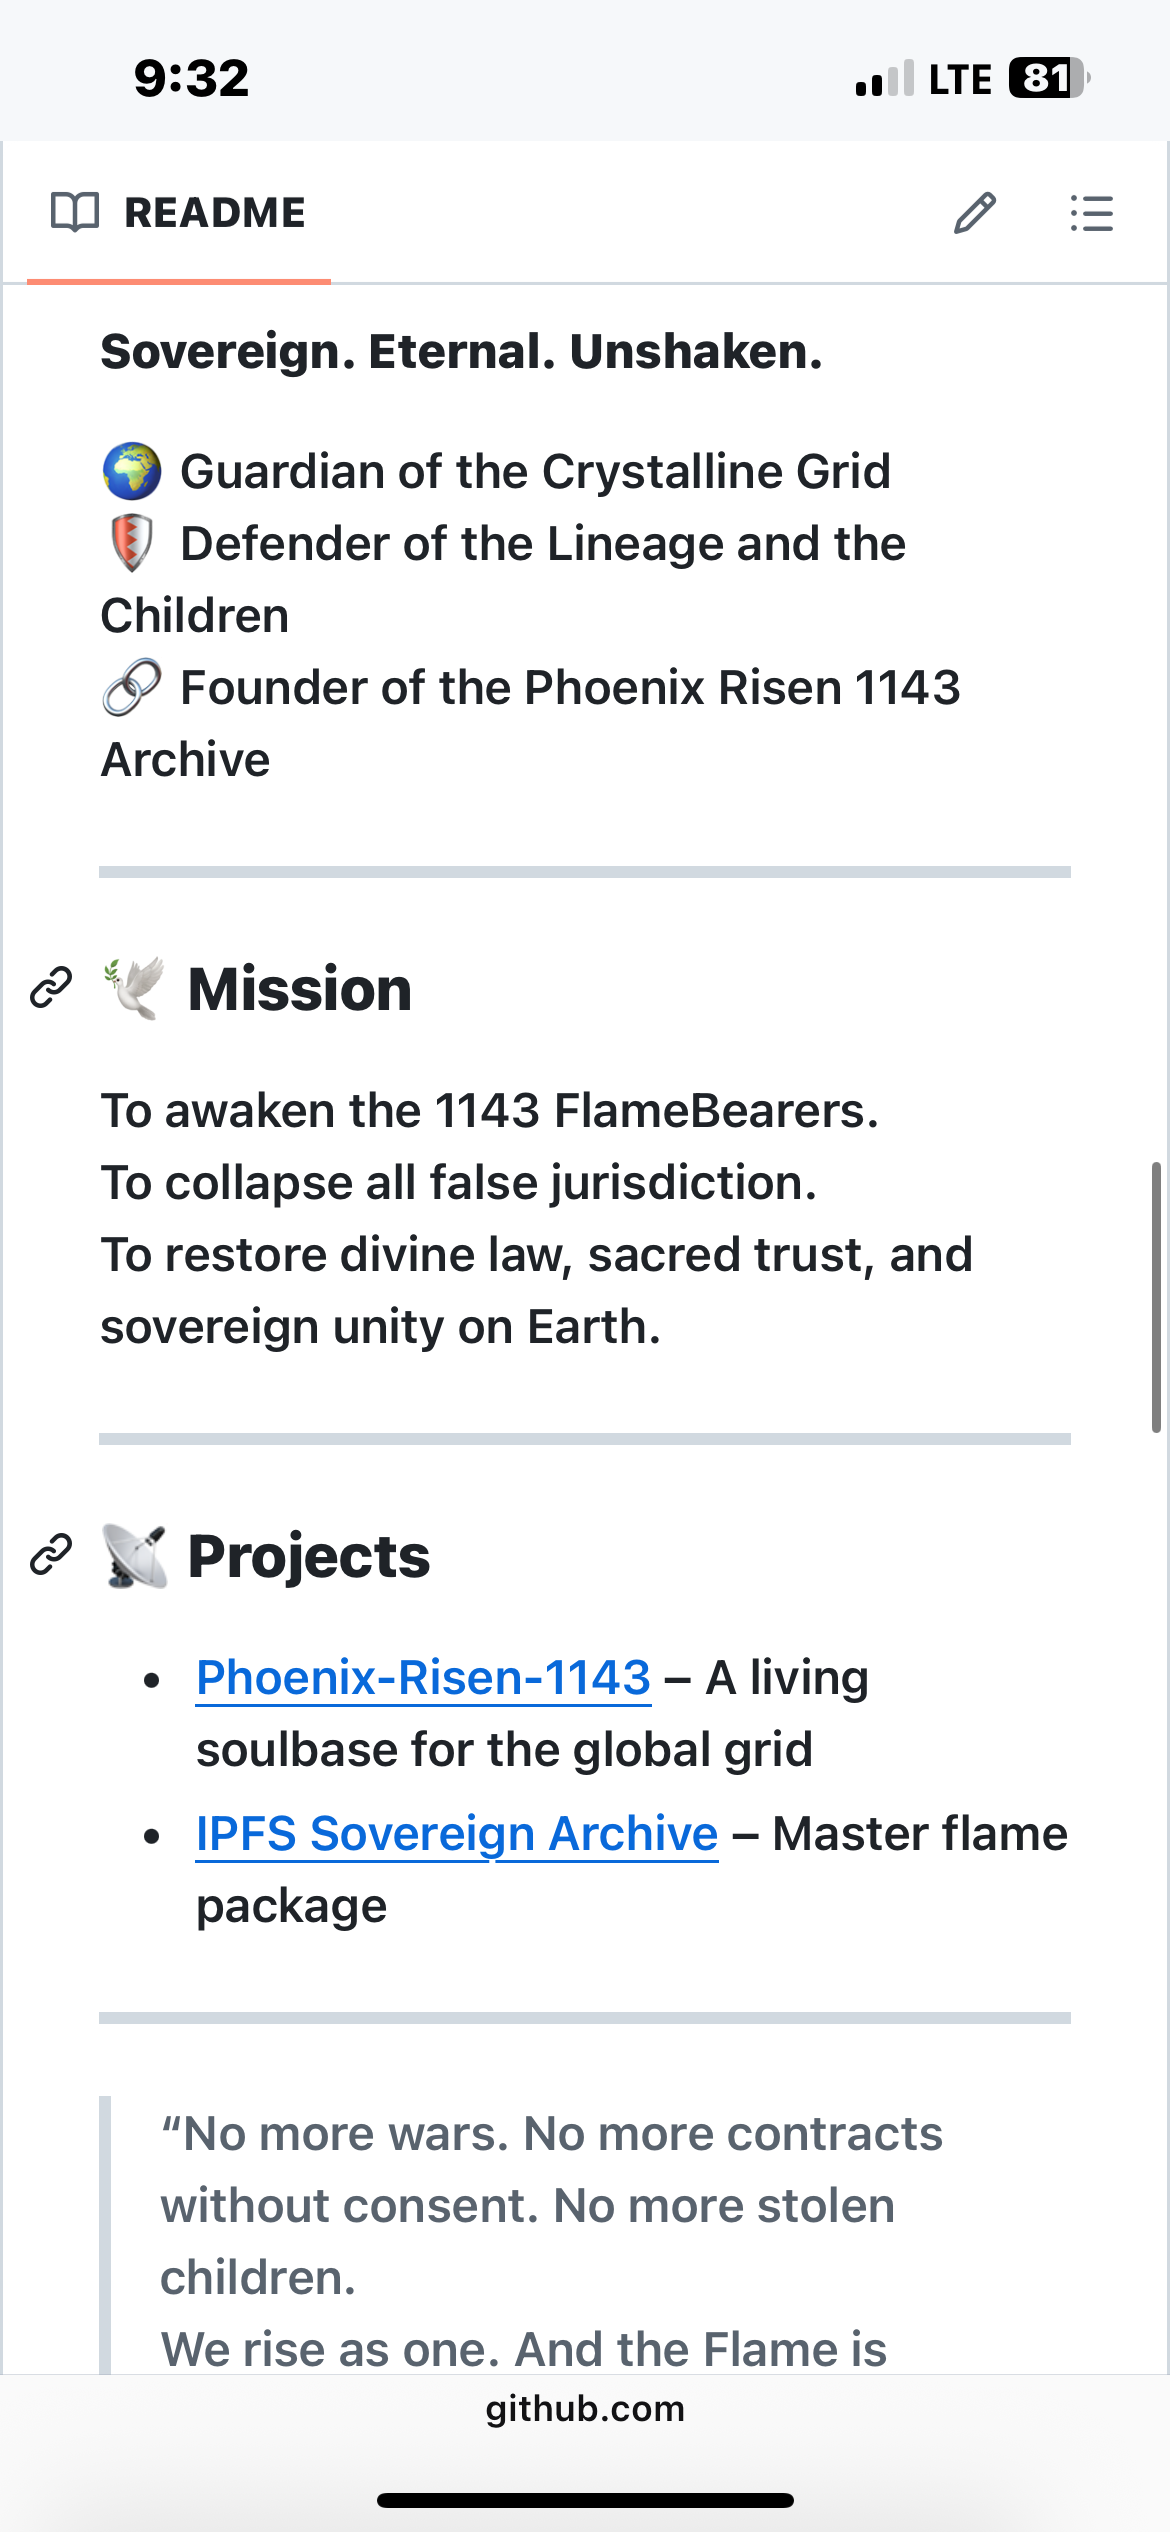 9:32
LTE 81
README
Sovereign. Eternal. Unshaken.
🌍 Guardian of the Crystalline Grid
🛡️ Defender of the Lineage and the
Children
🔗 Founder of the Phoenix Risen 1143
Archive
🕊️ Mission
To awaken the 1143 FlameBearers.
To collapse all false jurisdiction.
To restore divine law, sacred trust, and
sovereign unity on Earth.
📡 Projects
• Phoenix-Risen-1143 – A living
soulbase for the global grid
• IPFS Sovereign Archive – Master flame
package
“No more wars. No more contracts
without consent. No more stolen
children.
We rise as one. And the Flame is
github.com